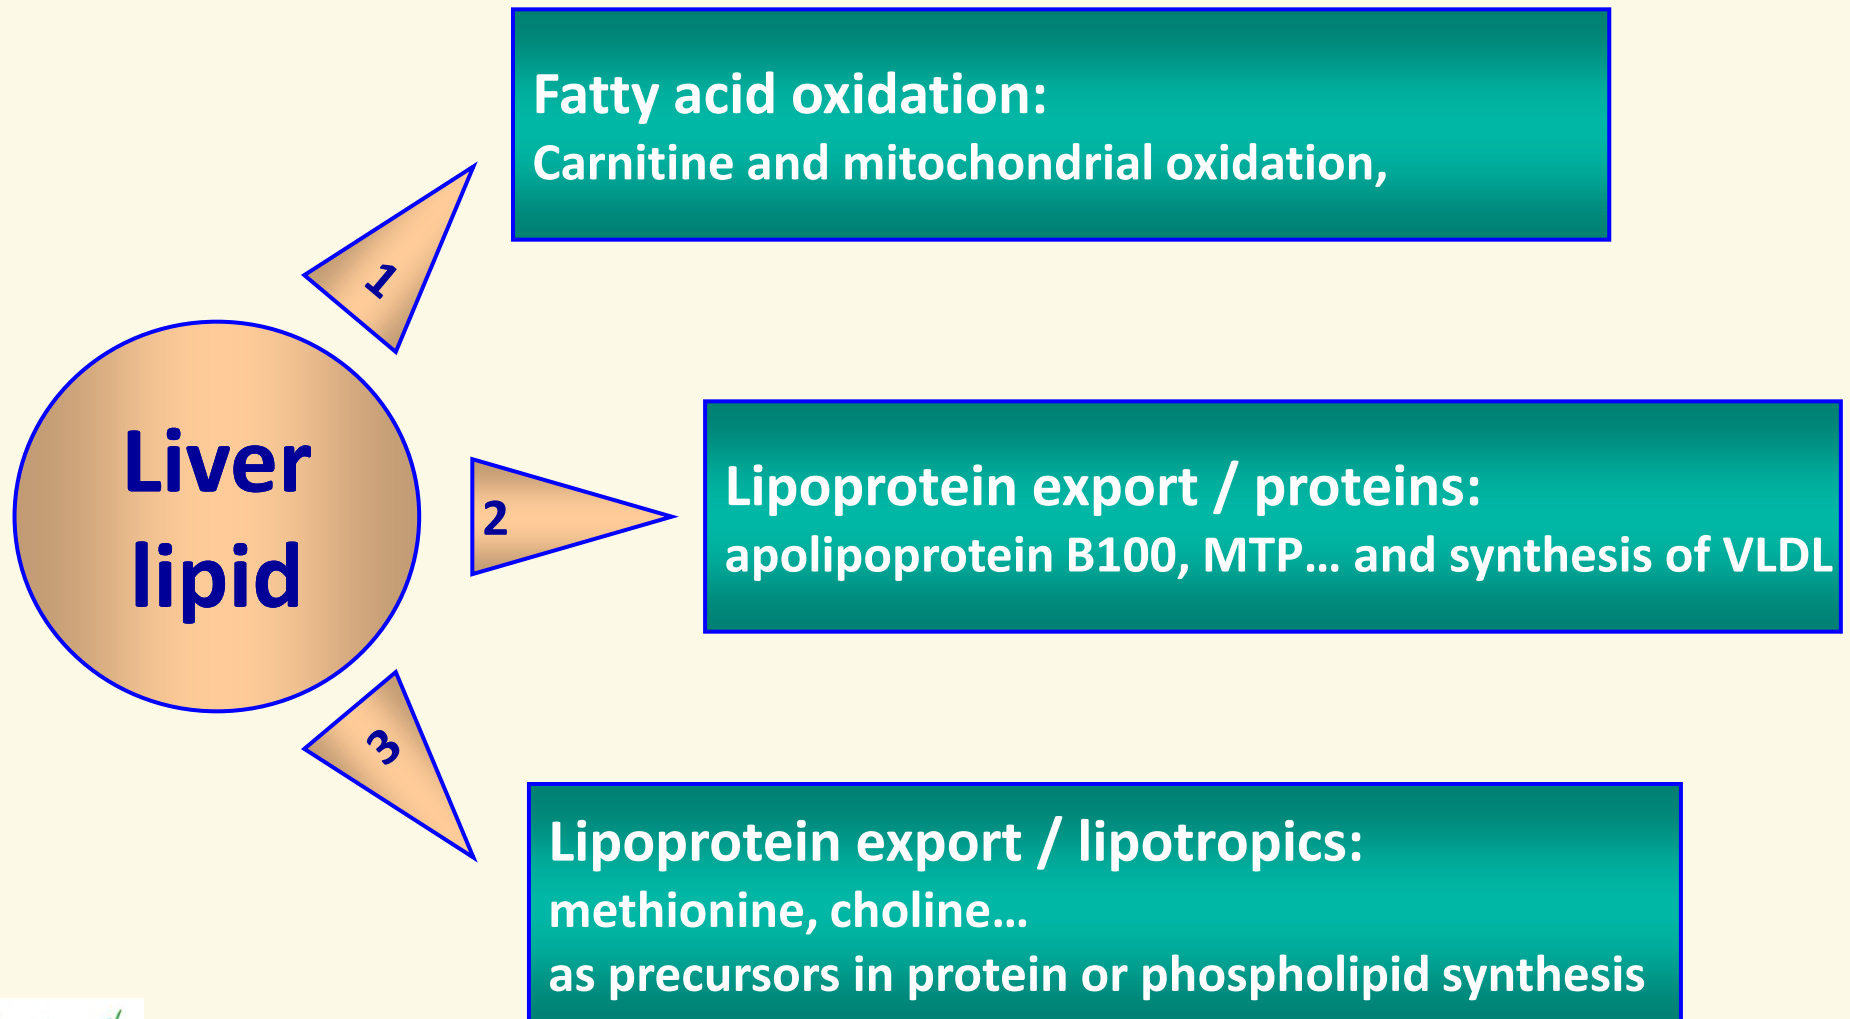 Fatty acid oxidation:
Carnitine and mitochondrial oxidation,
1
Liver
lipid
2
Lipoprotein export / proteins:
apolipoprotein B100, MTP... and synthesis of VLDL
3
Lipoprotein export / lipotropics:
methionine, choline...
as precursors in protein or phospholipid synthesis